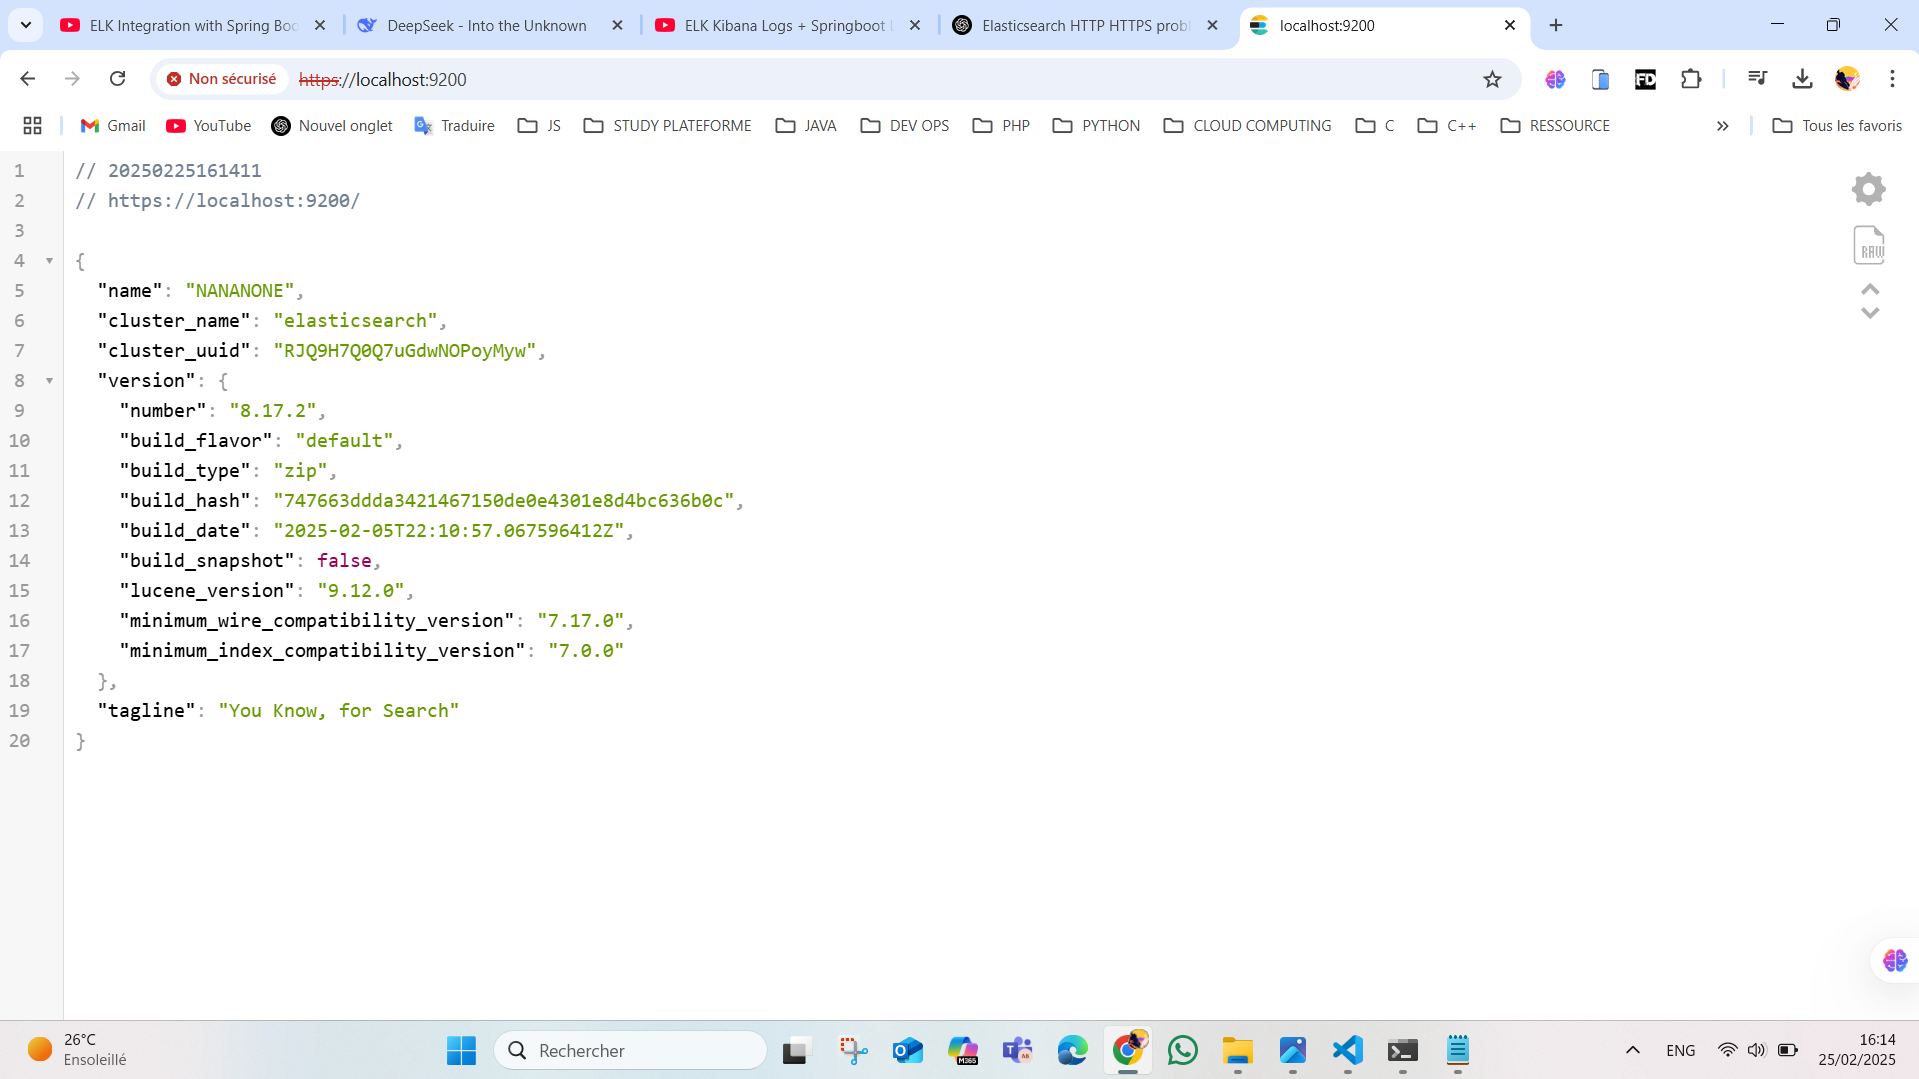 ELK Integration with Spring Boo
DeepSeek - Into the Unknown
ELK Kibana Logs + Springboot
Elasticsearch HTTP HTTPS prob
localhost:9200
Non sécurisé
https://localhost:9200
FD
Gmail
YouTube
Nouvel onglet
Traduire
JS
STUDY PLATEFORME
JAVA
DEV OPS
PHP
PYTHON
CLOUD COMPUTING
C
C++
RESSOURCE
»
Tous les favoris
1 // 20250225161411
2 // https://localhost:9200/
3
4 {
5 "name": "NANANONE",
6 "cluster_name": "elasticsearch",
7 "cluster_uuid": "RJQ9H7Q0Q7uGdwNOPoyMyw",
8 "version": {
9 "number": "8.17.2",
10 "build_flavor": "default",
11 "build_type": "zip",
12 "build_hash": "747663ddda3421467150de0e4301e8d4bc636b0c",
13 "build_date": "2025-02-05T22:10:57.067596412Z",
14 "build_snapshot": false,
15 "lucene_version": "9.12.0",
16 "minimum_wire_compatibility_version": "7.17.0",
17 "minimum_index_compatibility_version": "7.0.0"
18 },
19 "tagline": "You Know, for Search"
20 }
RAW
26°C
Ensoleillé
Rechercher
M365
ENG
16:14
25/02/2025